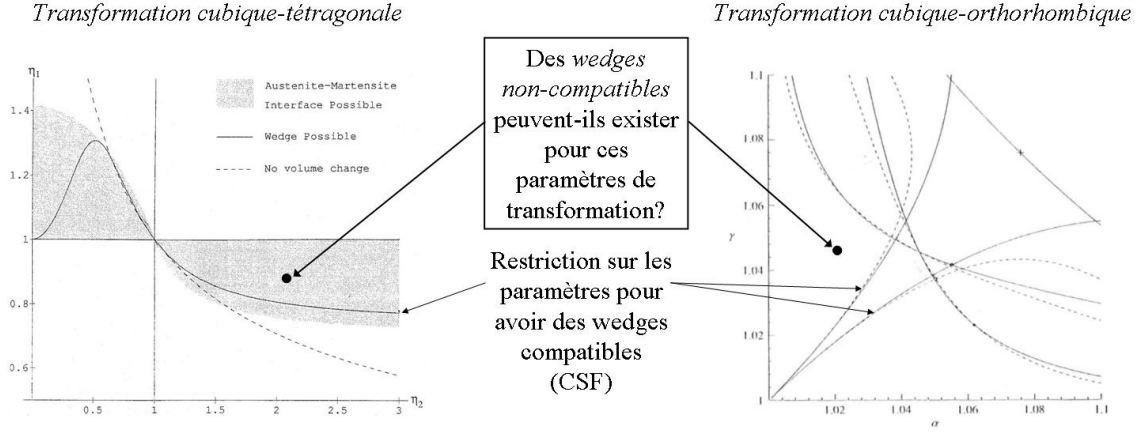 Transformation cubique-tétragonale
η1
1.4
1.2
1
0.8
0.6
0.5
1
1.5
2
2.5
3
η2
Austenite-Martensite
Interface Possible
Wedge Possible
No volume change
Des wedges
non-compatibles
peuvent-ils exister
pour ces
paramètres de
transformation?
Restriction sur les
paramètres pour
avoir des wedges
compatibles
(CSF)
Transformation cubique-orthorhombique
1.1
1.08
1.06
γ
1.04
1.02
1
1.02
1.04
1.06
1.08
1.1
α